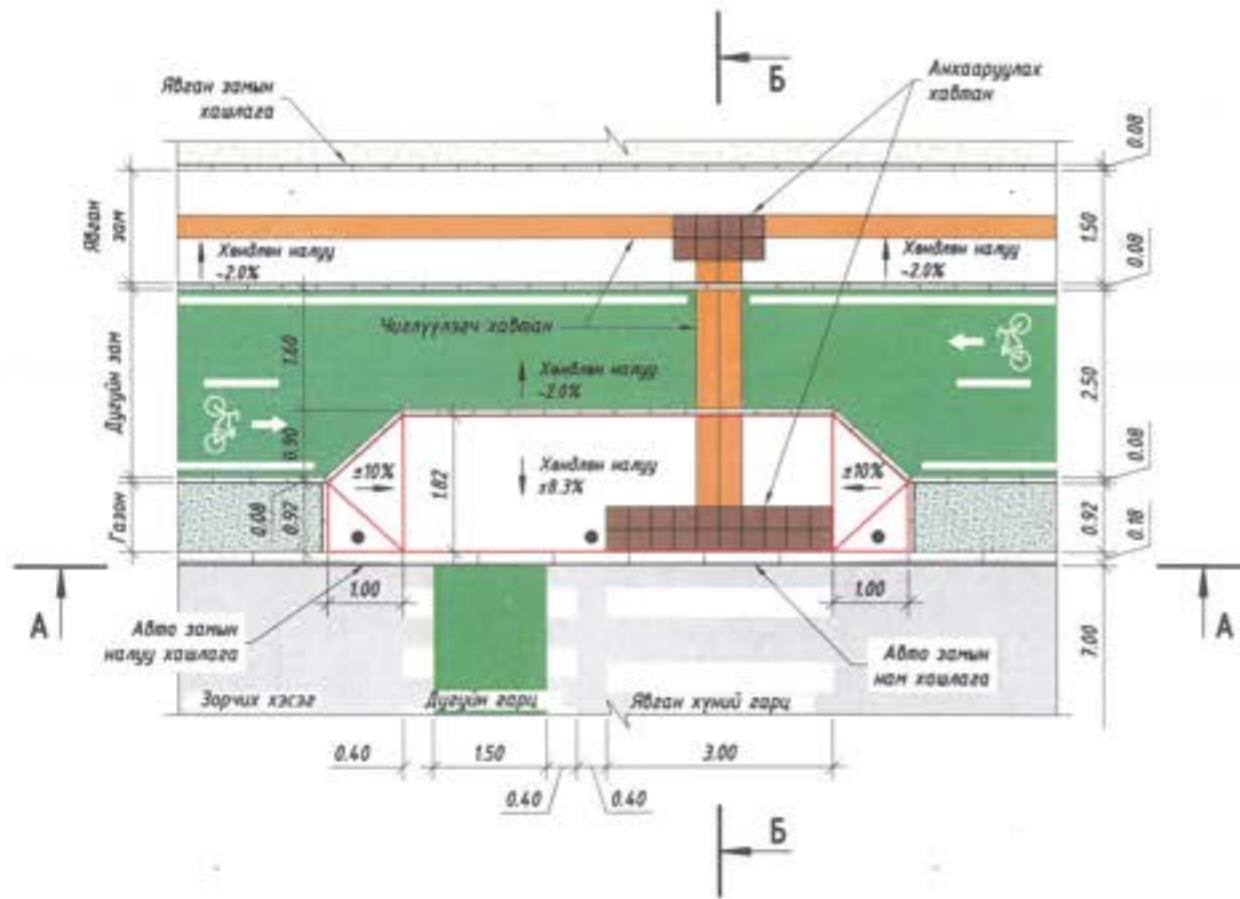 Б
Явган замын
хашлага
Анхааруулах
хавтан
0.08
Явган
зам
Хөндлөн налуу
-2.0%
Хөндлөн налуу
-2.0%
1.50
0.08
Чиглүүлэгч хавтан
1.60
Дугуйн зам
Хөндлөн налуу
-2.0%
2.50
0.90
±10%
1.82
Хөндлөн налуу
±8.3%
±10%
0.08
Газон
0.08
0.92
0.92
0.18
А
1.00
1.00
А
Авто замын
налуу хашлага
Авто замын
нам хашлага
7.00
Зорчих хэсэг
Дугуйн гарц
Явган хүний гарц
0.40
1.50
3.00
0.40
0.40
Б